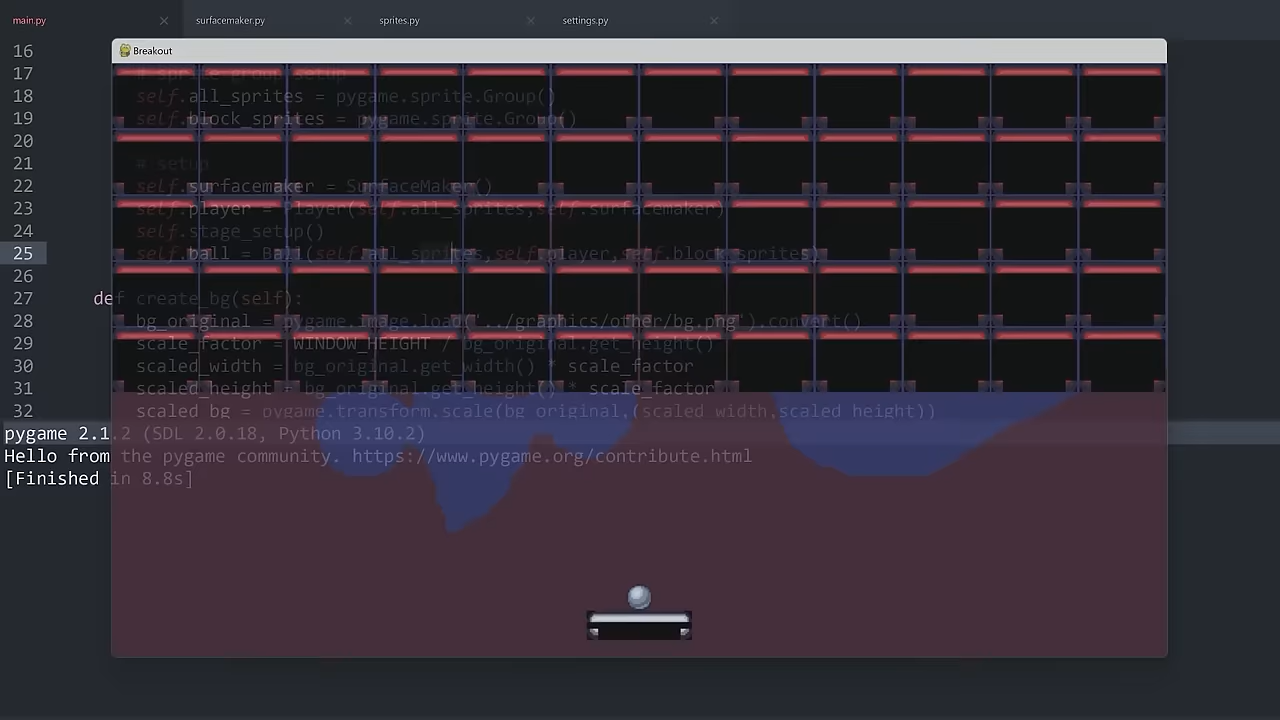 main.py
surfacemaker.py
sprites.py
settings.py
Breakout
16
17 # sprite group setup
18 self.all_sprites = pygame.sprite.Group()
19 self.block_sprites = pygame.sprite.Group()
20
21 # setup
22 self.surfacemaker = SurfaceMaker()
23 self.player = Player(self.all_sprites,self.surfacemaker)
24 self.stage_setup()
25 self.ball = Ball(self.all_sprites,self.player,self.block_sprites)
26
27 def create_bg(self):
28 bg_original = pygame.image.load('../graphics/other/bg.png').convert()
29 scale_factor = WINDOW_HEIGHT / bg_original.get_height()
30 scaled_width = bg_original.get_width() * scale_factor
31 scaled_height = bg_original.get_height() * scale_factor
32 scaled_bg = pygame.transform.scale(bg_original,(scaled_width,scaled_height))
pygame 2.1.2 (SDL 2.0.18, Python 3.10.2)
Hello from the pygame community. https://www.pygame.org/contribute.html
[Finished in 8.8s]